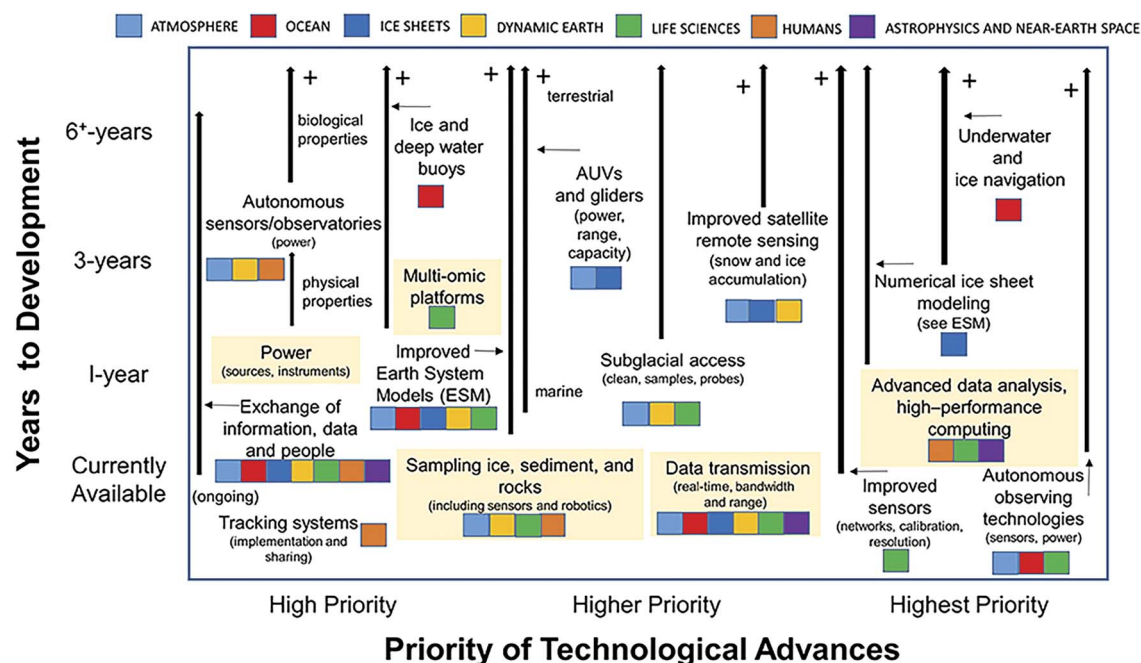 ATMOSPHERE OCEAN ICE SHEETS DYNAMIC EARTH LIFE SCIENCES HUMANS ASTROPHYSICS AND NEAR-EARTH SPACE
Years to Development
6+-years
3-years
I-year
Currently
Available
+
biological
properties
Autonomous
sensors/observatories
(power)
physical
properties
Power
(sources, instruments)
Exchange of
information, data
and people
(ongoing)
Tracking systems
(implementation and
sharing)
+
Ice and
deep water
buoys
Multi-omic
platforms
Improved
Earth System
Models (ESM)
+
+
terrestrial
marine
AUVs
and gliders
(power,
range,
capacity)
Sampling ice, sediment, and
rocks
(including sensors and robotics)
Subglacial access
(clean, samples, probes)
Data transmission
(real-time, bandwidth
and range)
+
Improved satellite
remote sensing
(snow and ice
accumulation)
+
+
Underwater
and
ice navigation
Numerical ice sheet
modeling
(see ESM)
Advanced data analysis,
high–performance
computing
Improved
sensors
(networks, calibration,
resolution)
+
Autonomous
observing
technologies
(sensors, power)
High Priority
Higher Priority
Highest Priority
Priority of Technological Advances